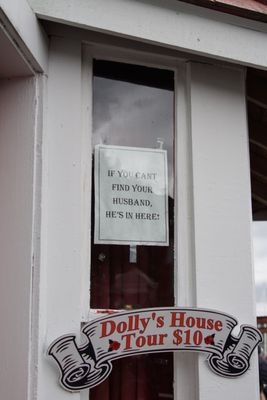 IF YOU CANT
FIND YOUR
HUSBAND,
HE'S IN HERE!
Dolly's House
Tour $10